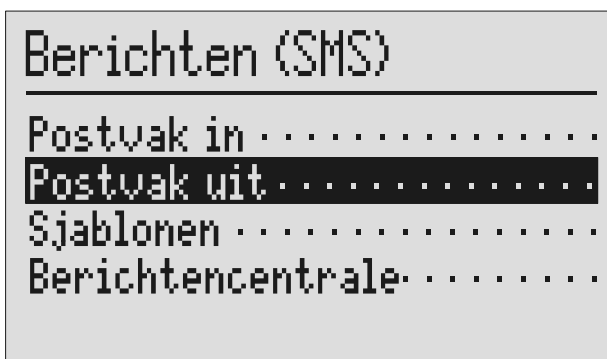 Berichten (SMS)
Postvak in · · · · · · · · · · · · · · ·
Postvak uit · · · · · · · · · · · · · ·
Sjablonen · · · · · · · · · · · · · · · ·
Berichtencentrale · · · · · · · · ·